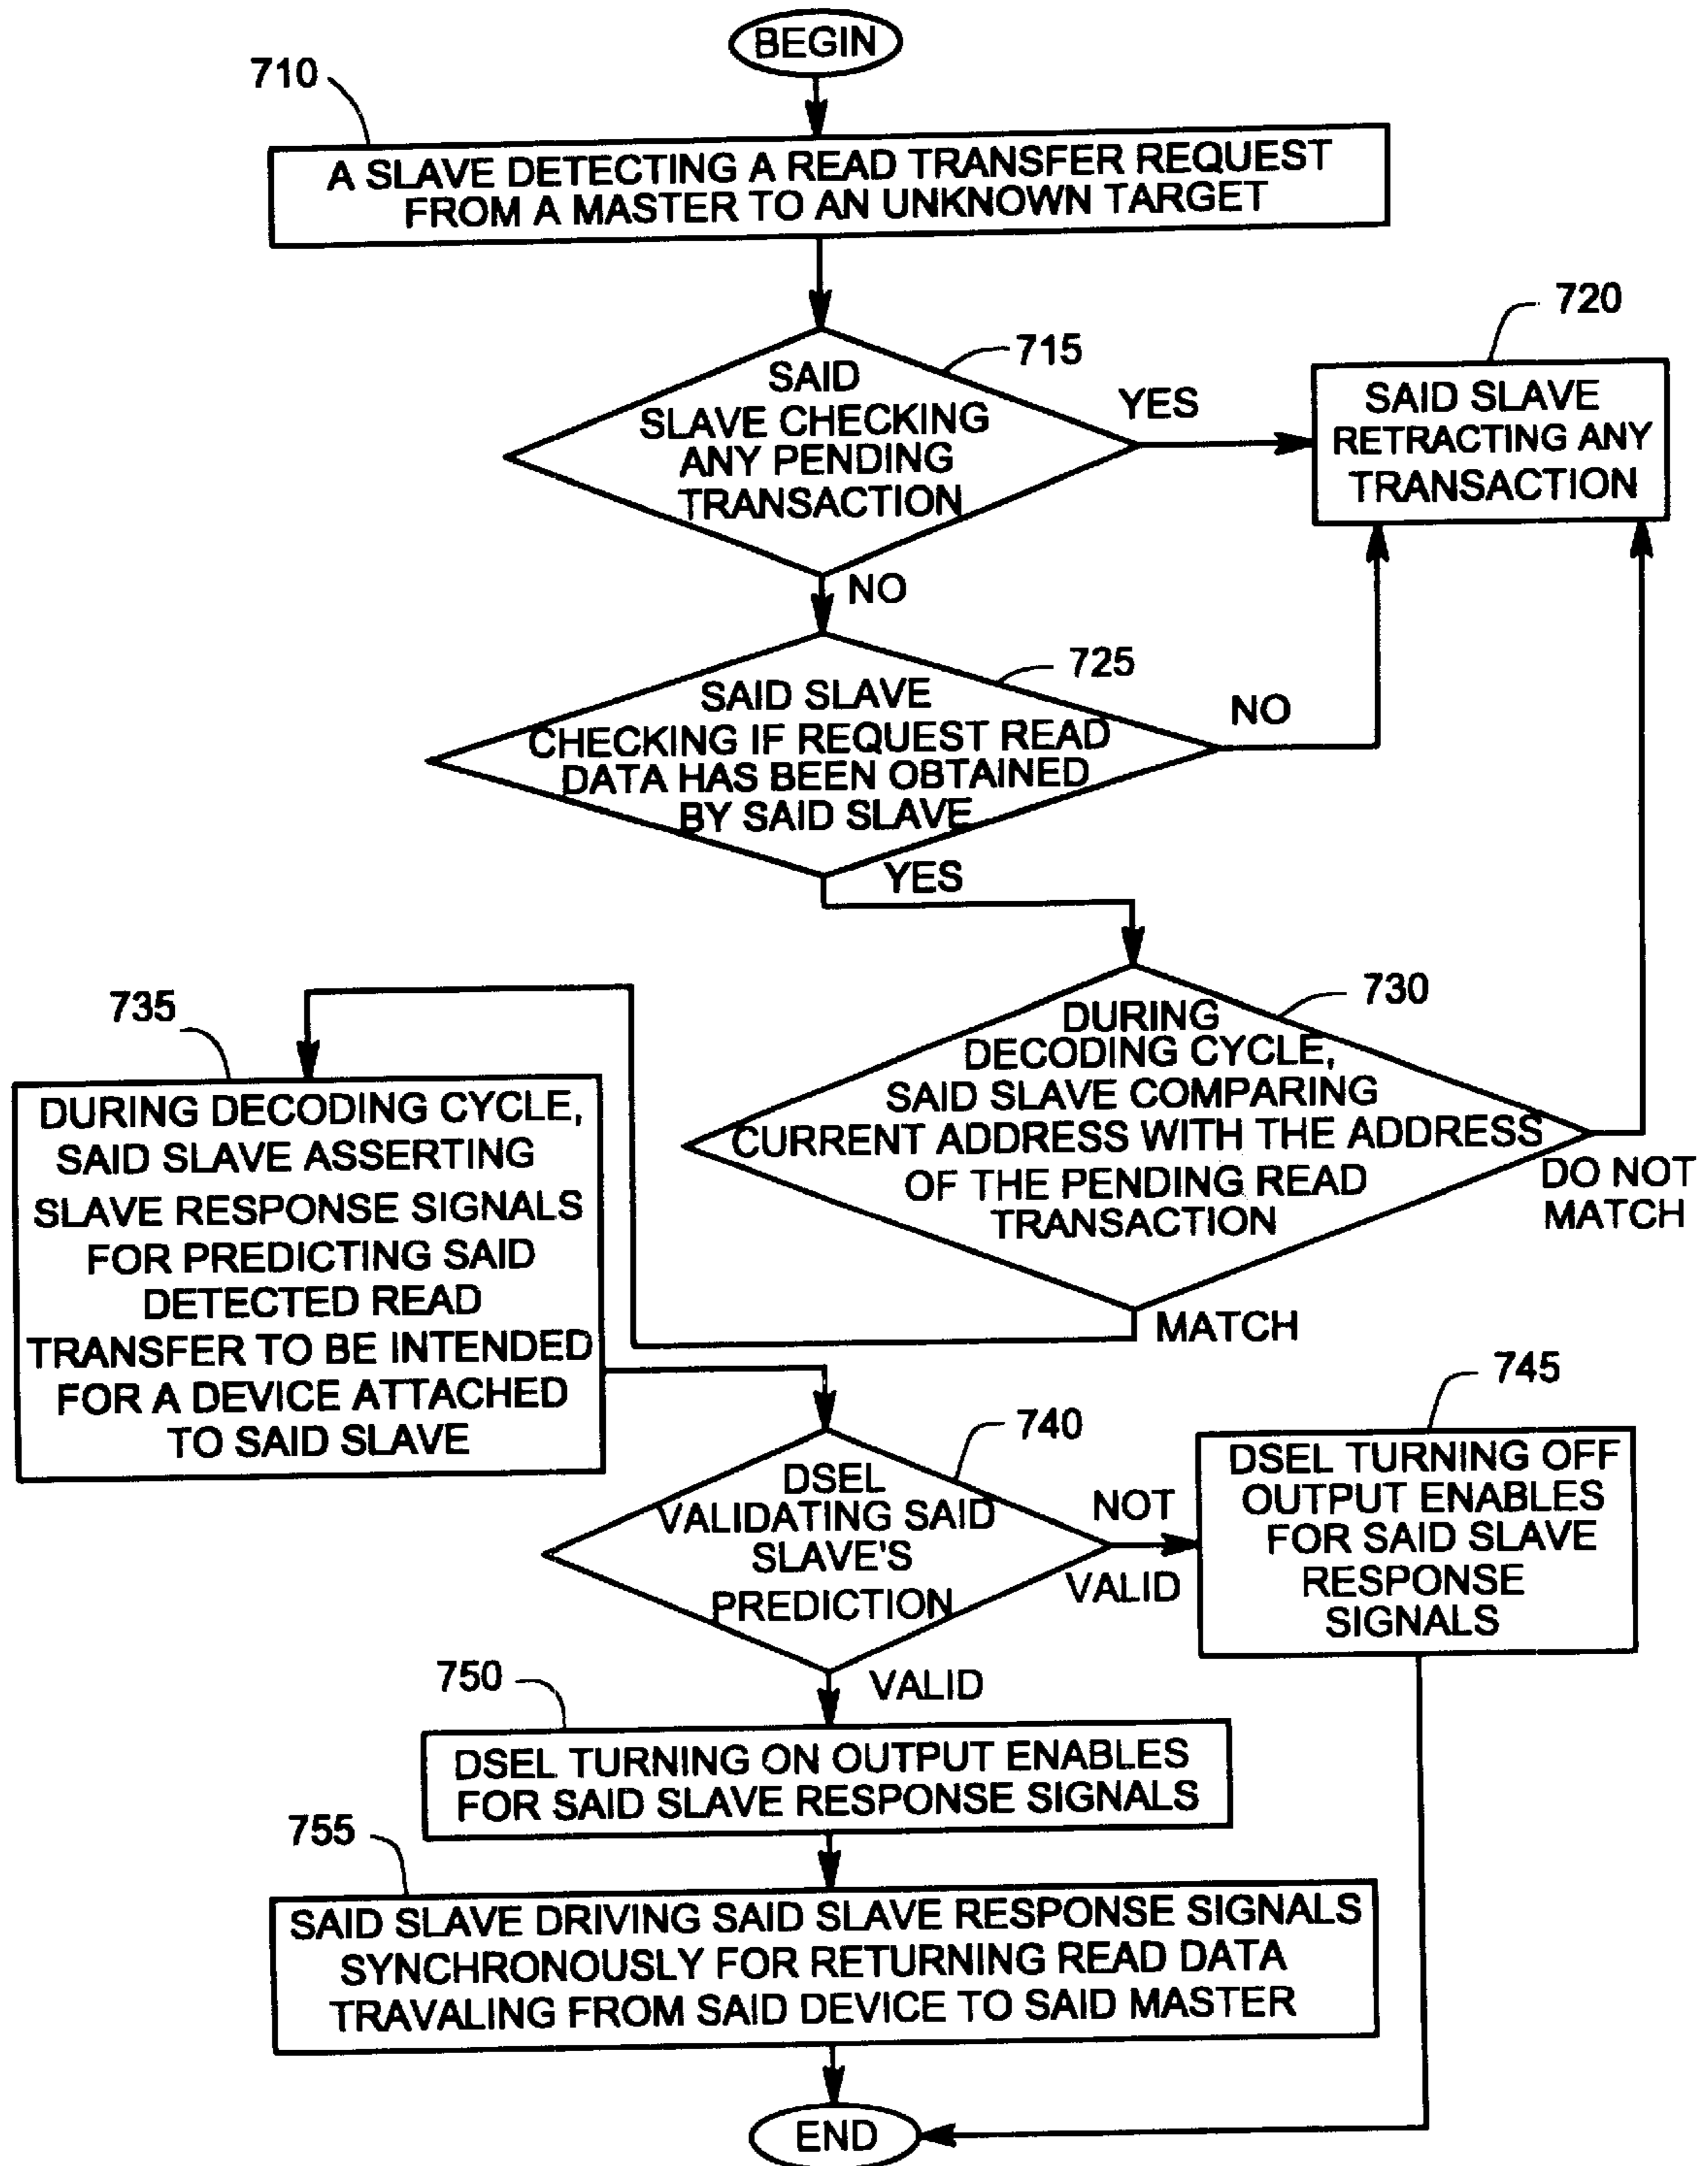 BEGIN
710
A SLAVE DETECTING A READ TRANSFER REQUEST
FROM A MASTER TO AN UNKNOWN TARGET
715
SAID
SLAVE CHECKING
ANY PENDING
TRANSACTION
YES
NO
720
SAID SLAVE
RETRACTING ANY
TRANSACTION
725
SAID SLAVE
CHECKING IF REQUEST READ
DATA HAS BEEN OBTAINED
BY SAID SLAVE
NO
YES
730
DURING
DECODING CYCLE,
SAID SLAVE COMPARING
CURRENT ADDRESS WITH THE ADDRESS
OF THE PENDING READ
TRANSACTION
DO NOT
MATCH
MATCH
735
DURING DECODING CYCLE,
SAID SLAVE ASSERTING
SLAVE RESPONSE SIGNALS
FOR PREDICTING SAID
DETECTED READ
TRANSFER TO BE INTENDED
FOR A DEVICE ATTACHED
TO SAID SLAVE
740
DSEL
VALIDATING SAID
SLAVE'S
PREDICTION
NOT
VALID
VALID
745
DSEL TURNING OFF
OUTPUT ENABLES
FOR SAID SLAVE
RESPONSE
SIGNALS
750
DSEL TURNING ON OUTPUT ENABLES
FOR SAID SLAVE RESPONSE SIGNALS
755
SAID SLAVE DRIVING SAID SLAVE RESPONSE SIGNALS
SYNCHRONOUSLY FOR RETURNING READ DATA
TRAVALING FROM SAID DEVICE TO SAID MASTER
END